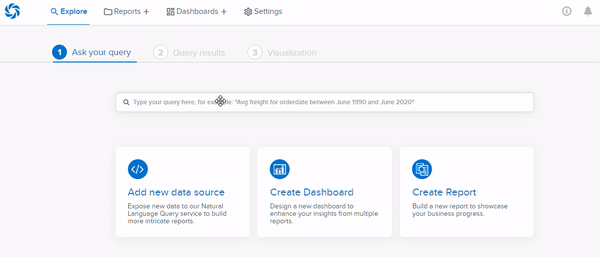 Explore
Reports +
Dashboards +
Settings
1 Ask your query
2 Query results
3 Visualization
Type your query here, for example: "Avg freight for orderdate between June 1990 and June 2020"
Add new data source
Expose new data to our Natural
Language Query service to build
more intricate reports.
Create Dashboard
Design a new dashboard to
enhance your insights from multiple
reports.
Create Report
Build a new report to showcase
your business progress.